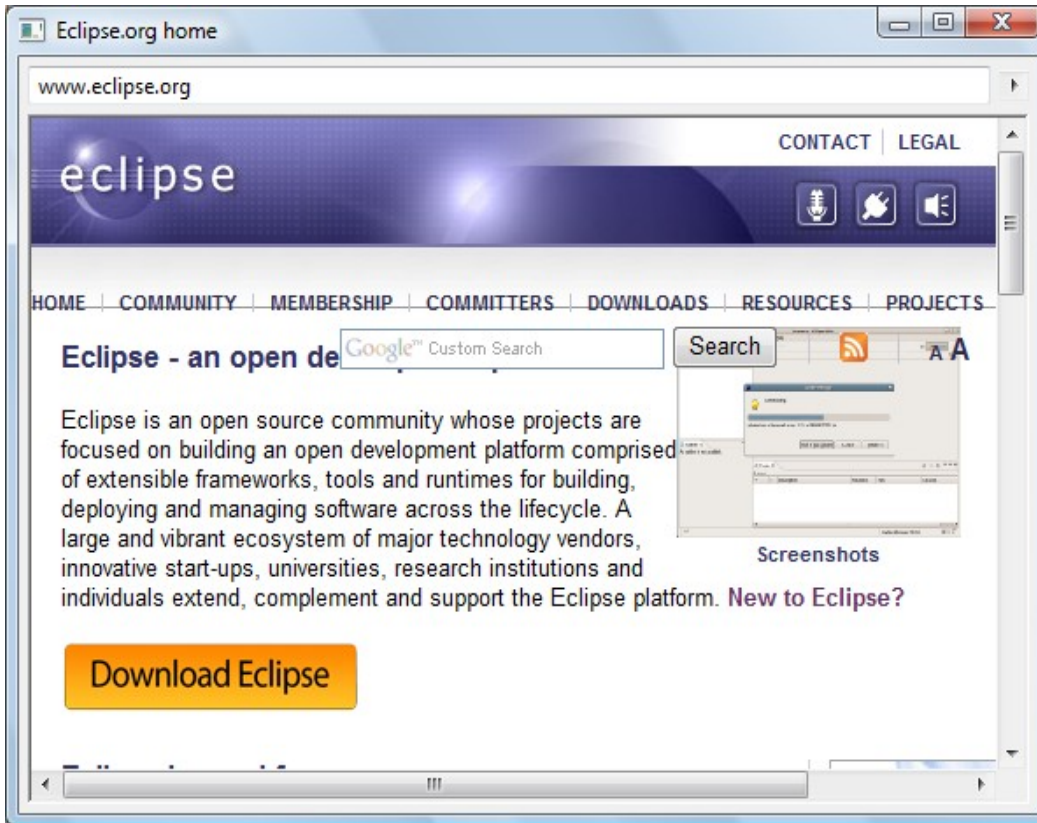 Eclipse.org home
www.eclipse.org
CONTACT LEGAL
eclipse
HOME COMMUNITY MEMBERSHIP COMMITTERS DOWNLOADS RESOURCES PROJECTS
Google™ Custom Search Search A A
Eclipse - an open
Eclipse is an open source community whose projects are
focused on building an open development platform comprised
of extensible frameworks, tools and runtimes for building,
deploying and managing software across the lifecycle. A
large and vibrant ecosystem of major technology vendors,
innovative start-ups, universities, research institutions and
individuals extend, complement and support the Eclipse platform. New to Eclipse?
Screenshots
Download Eclipse